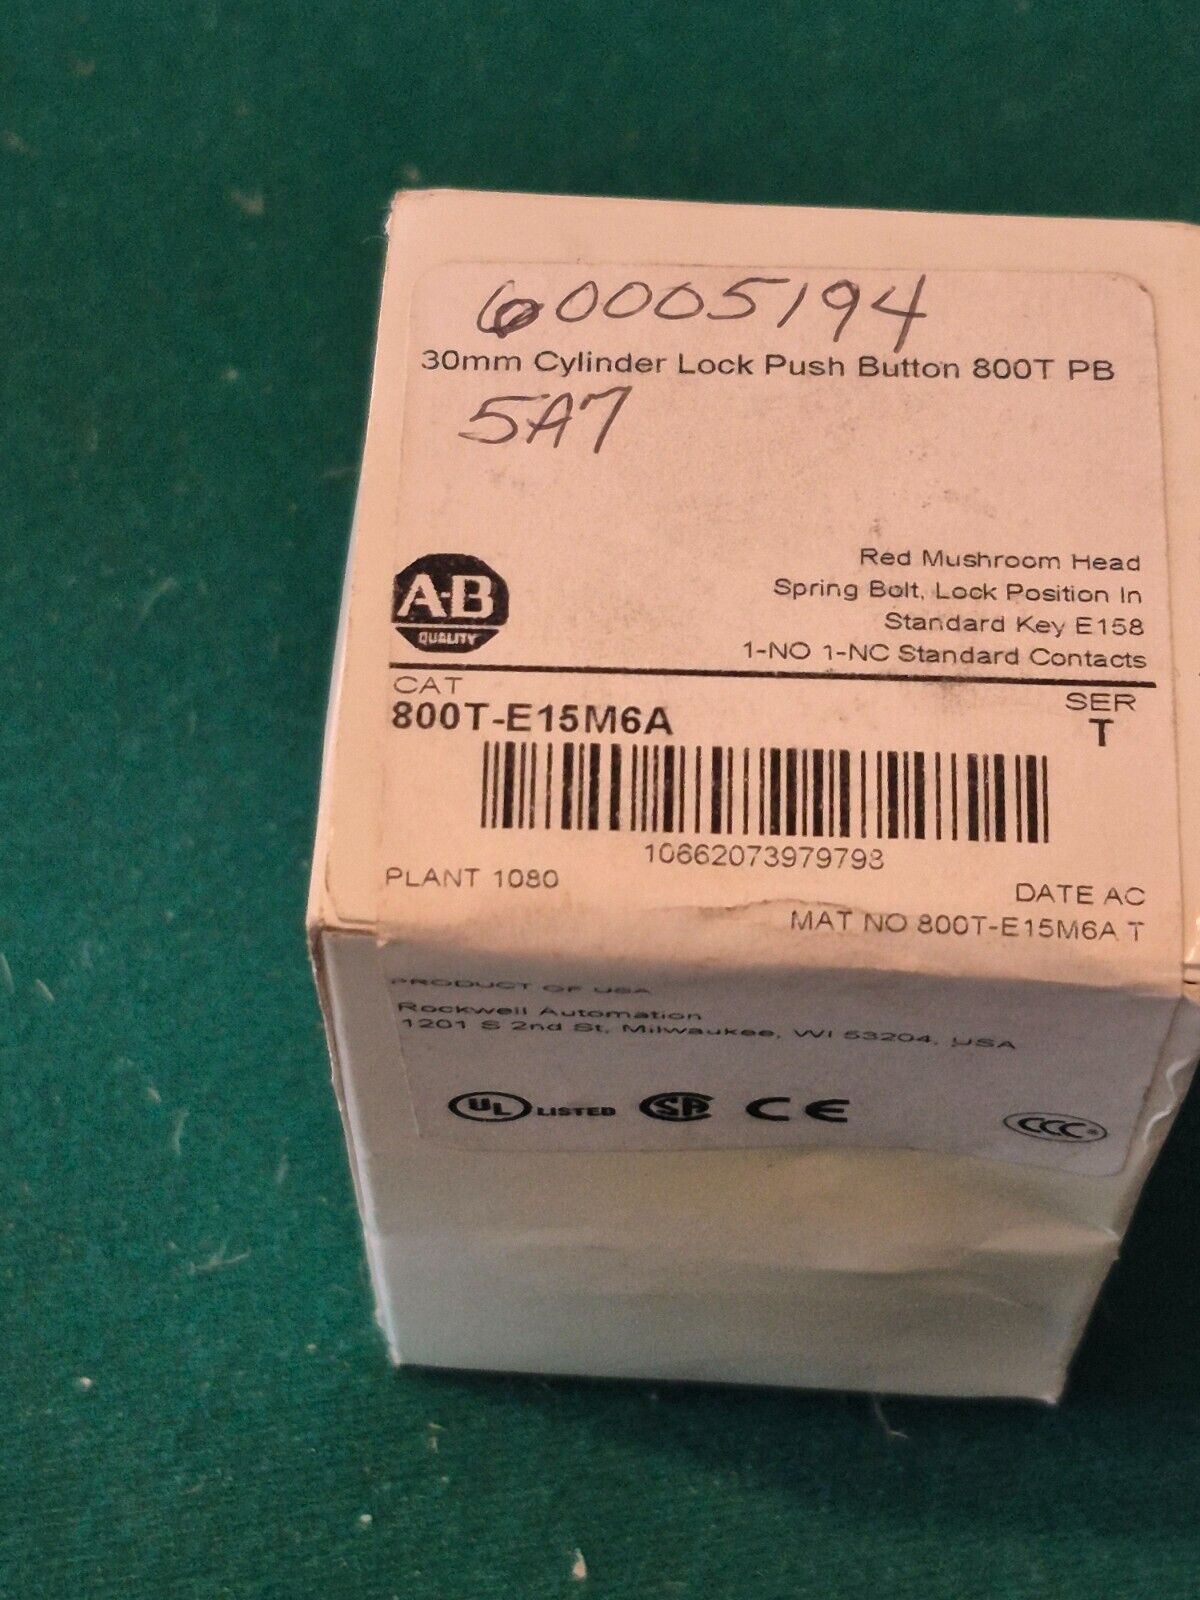 60005194
30mm Cylinder Lock Push Button 800T PB
5A7
Red Mushroom Head
Spring Bolt, Lock Position In
Standard Key E158
1-NO 1-NC Standard Contacts
A-B
QUALITY
CAT
800T-E15M6A
SER
T
10662073979798
PLANT 1080
DATE AC
MAT NO 800T-E15M6A T
PRODUCT OF USA
Rockwell Automation
1201 S 2nd St, Milwaukee, WI 53204, USA
UL LISTED SA CE CCC